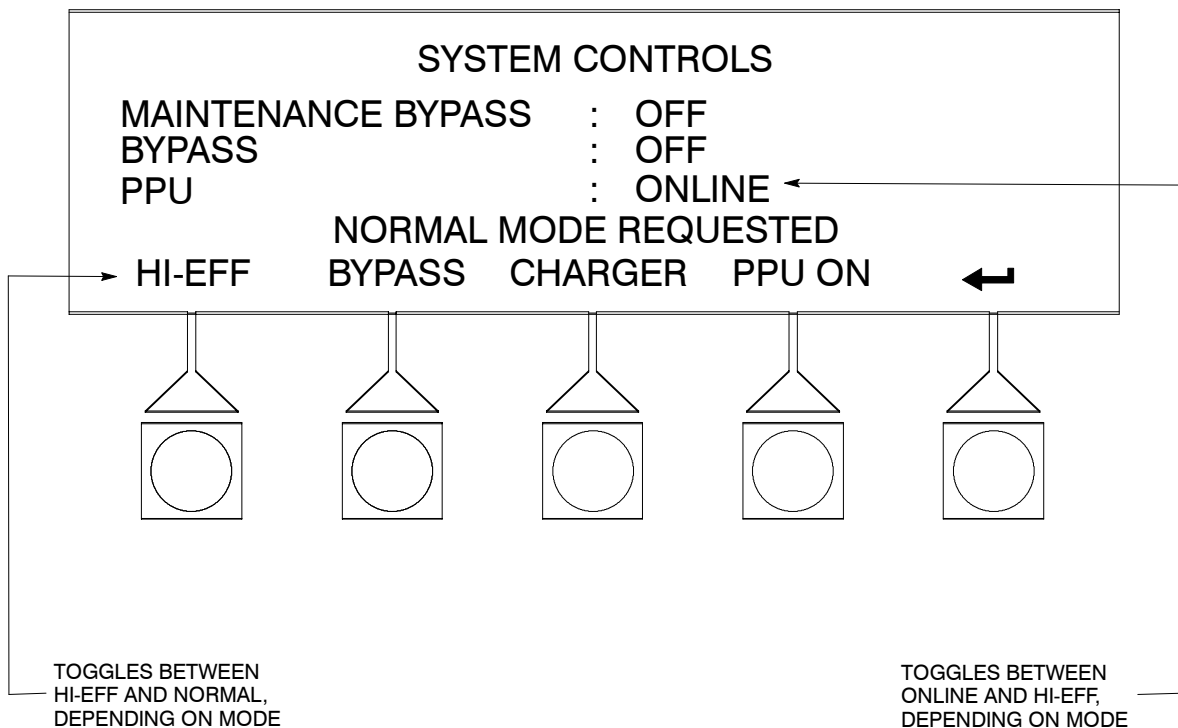 SYSTEM CONTROLS
MAINTENANCE BYPASS : OFF
BYPASS : OFF
PPU : ONLINE
NORMAL MODE REQUESTED
HI-EFF BYPASS CHARGER PPU ON
TOGGLES BETWEEN
HI-EFF AND NORMAL,
DEPENDING ON MODE
TOGGLES BETWEEN
ONLINE AND HI-EFF,
DEPENDING ON MODE